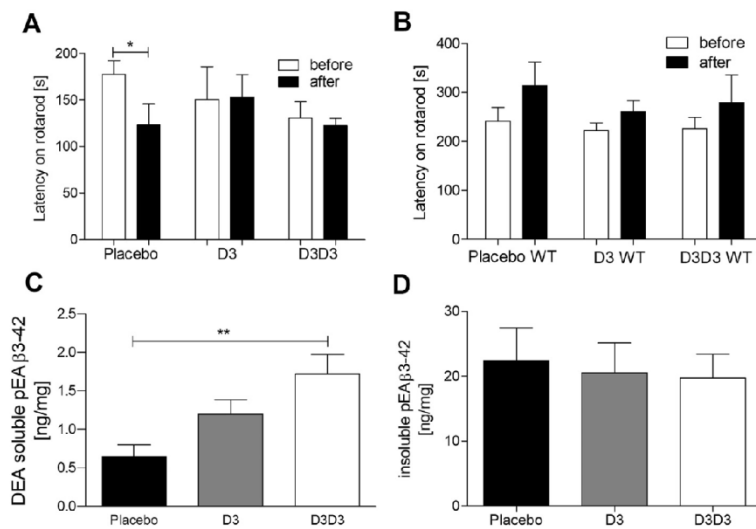 A
Latency on rotarod [s]
200
150
100
50
0
*
before
after
Placebo
D3
D3D3
B
Latency on rotarod [s]
400
300
200
100
0
before
after
Placebo WT
D3 WT
D3D3 WT
C
DEA soluble pEAβ3-42
[ng/mg]
2.5
2.0
1.5
1.0
0.5
0.0
**
Placebo
D3
D3D3
D
insoluble pEAβ3-42
[ng/mg]
30
20
10
0
Placebo
D3
D3D3